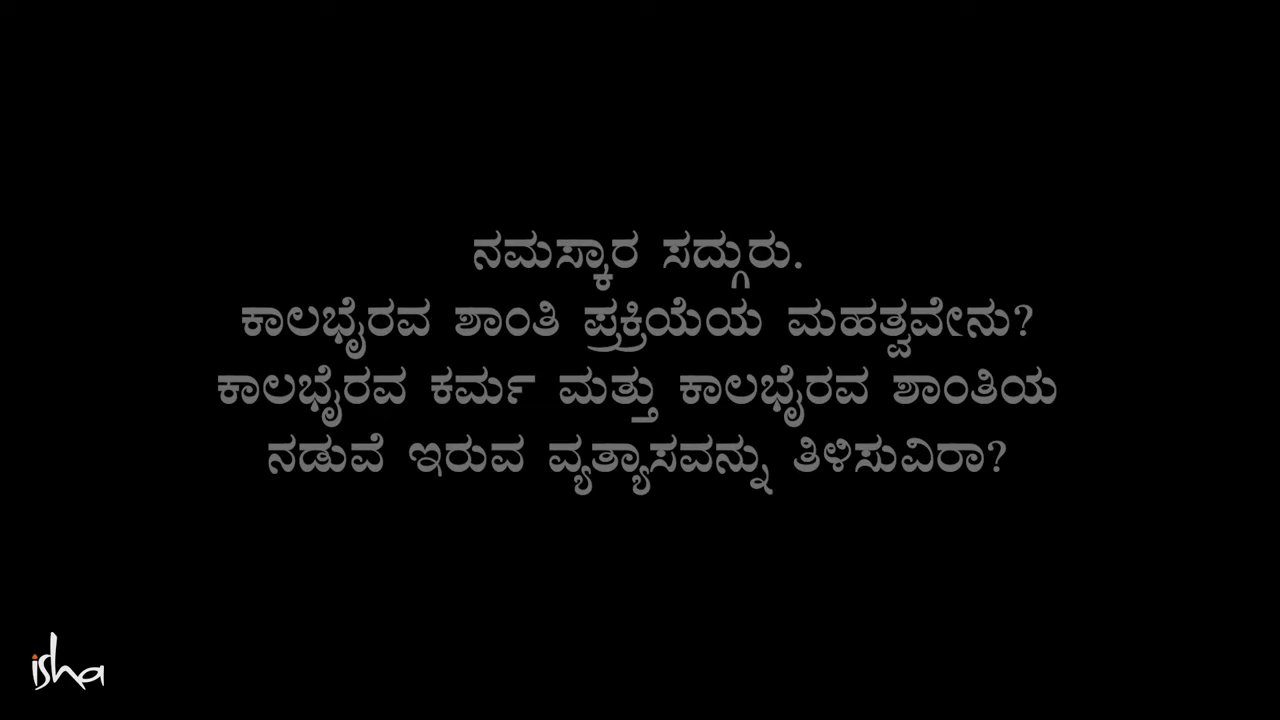 ನಮಸ್ಕಾರ ಸದ್ಗುರು.
ಕಾಲಭೈರವ ಶಾಂತಿ ಪ್ರಕ್ರಿಯೆಯ ಮಹತ್ವವೇನು?
ಕಾಲಭೈರವ ಕರ್ಮ ಮತ್ತು ಕಾಲಭೈರವ ಶಾಂತಿಯ
ನಡುವೆ ಇರುವ ವ್ಯತ್ಯಾಸವನ್ನು ತಿಳಿಸುವಿರಾ?
isha